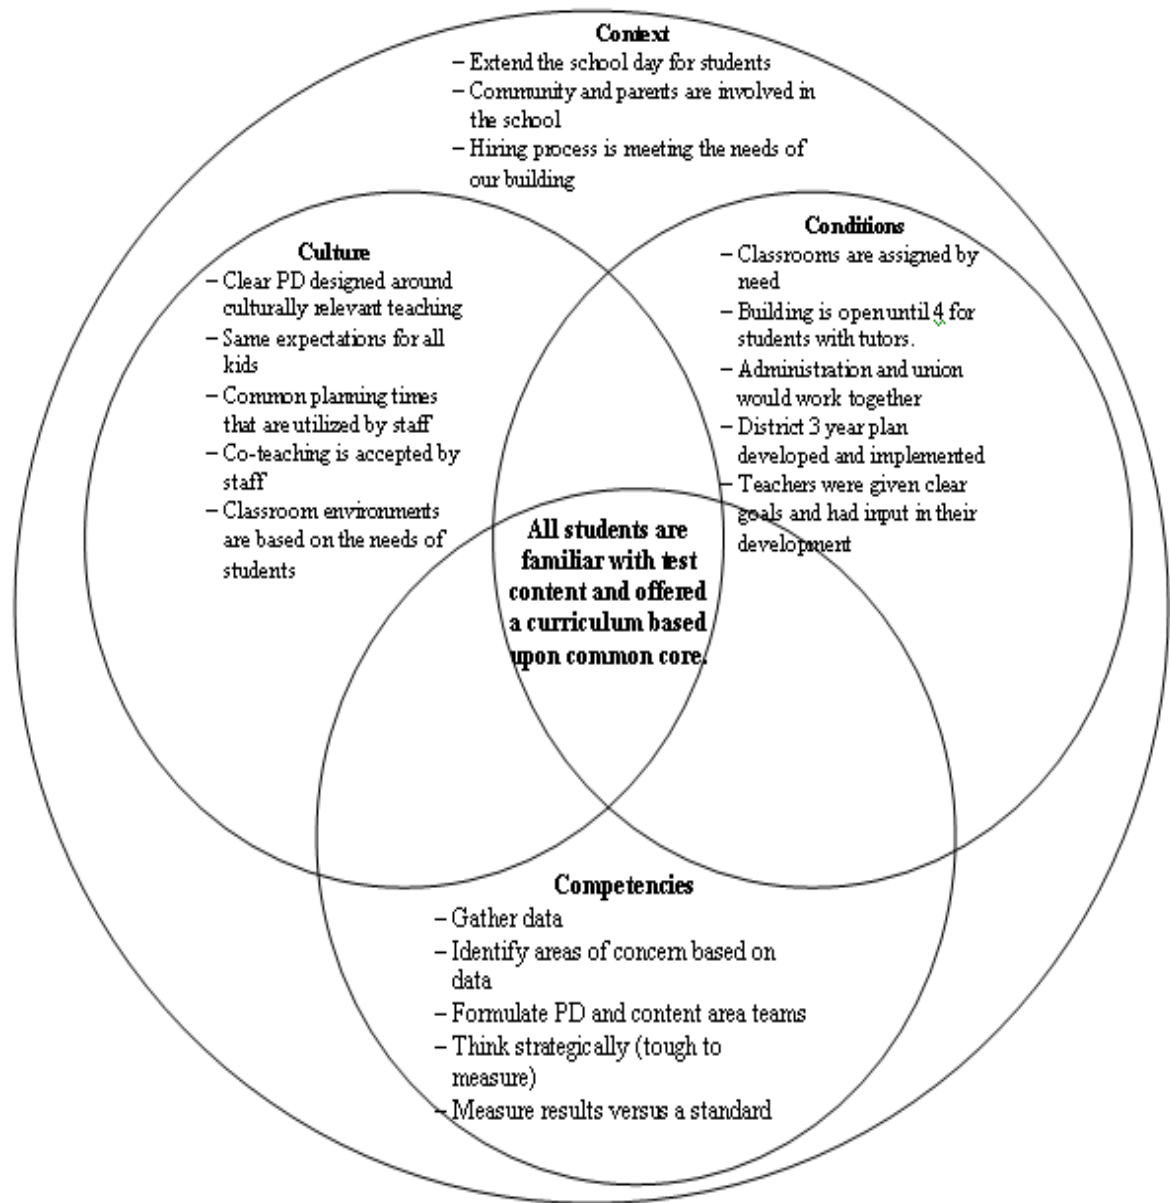 Context
– Extend the school day for students
– Community and parents are involved in
the school
– Hiring process is meeting the needs of
our building
Culture
– Clear PD designed around
culturally relevant teaching
– Same expectations for all
kids
– Common planning times
that are utilized by staff
– Co-teaching is accepted by
staff
– Classroom environments
are based on the needs of
students
Conditions
– Classrooms are assigned by
need
– Building is open until 4 for
students with tutors.
– Administration and union
would work together
– District 3 year plan
developed and implemented
– Teachers were given clear
goals and had input in their
development
All students are
familiar with test
content and offered
a curriculum based
upon common core.
Competencies
– Gather data
– Identify areas of concern based on
data
– Formulate PD and content area teams
– Think strategically (tough to
measure)
– Measure results versus a standard